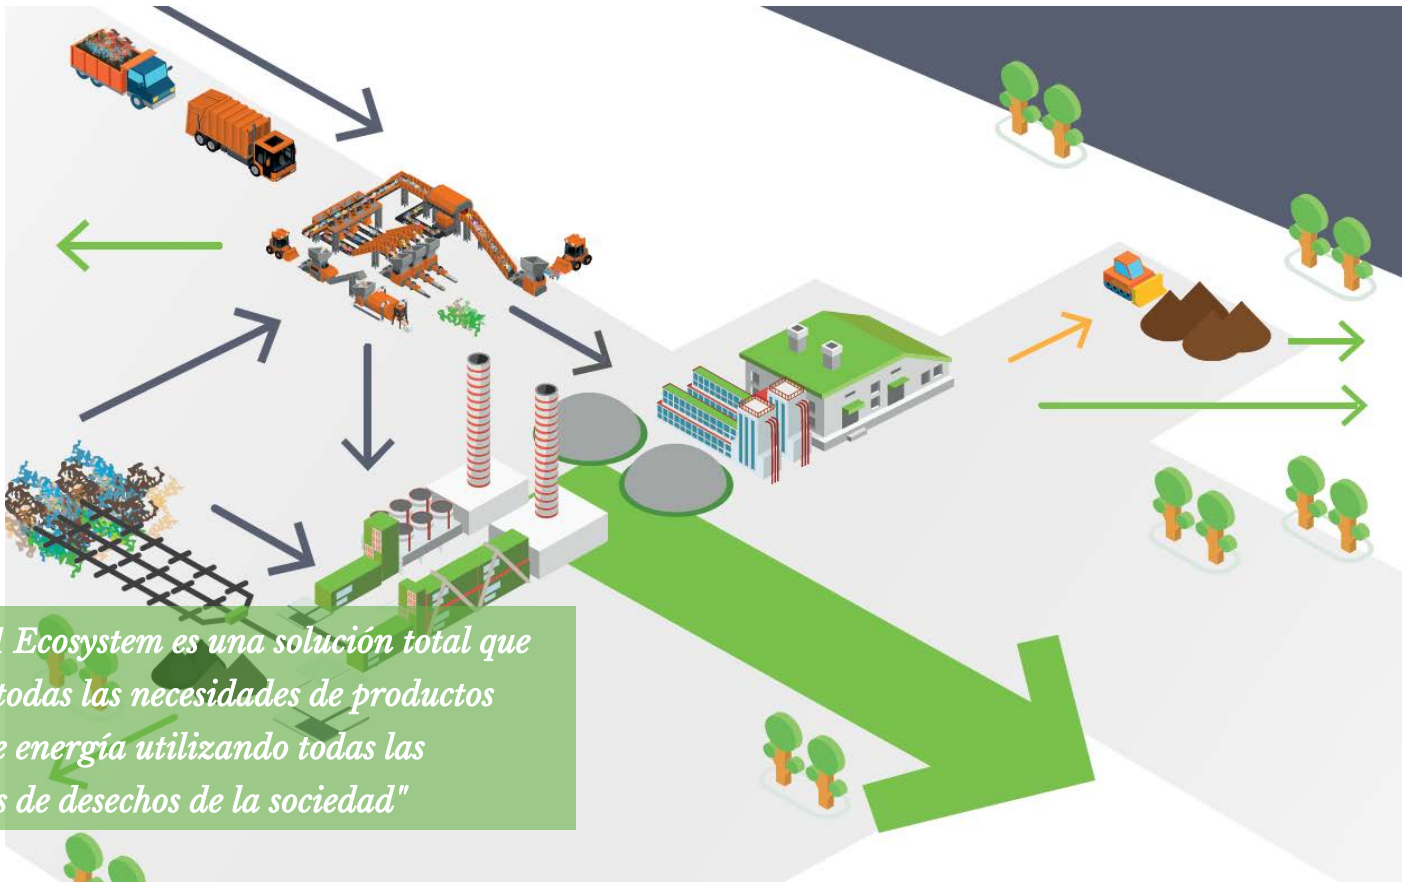 Ecosystem es una solución total que
todas las necesidades de productos
energía utilizando todas las
de desechos de la sociedad"